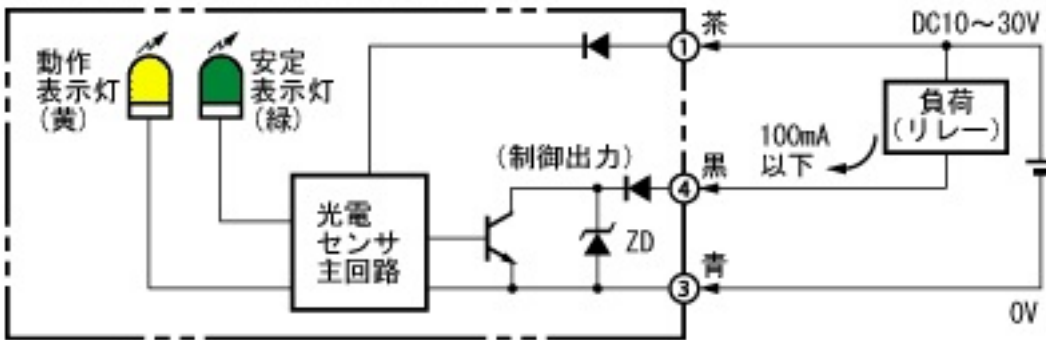 動作
表示灯
(黄)
安定
表示灯
(緑)
光電
センサ
主回路
(制御出力)
ZD
①
茶
④
黒
③
青
100mA
以下
DC10～30V
負荷
(リレー)
0V